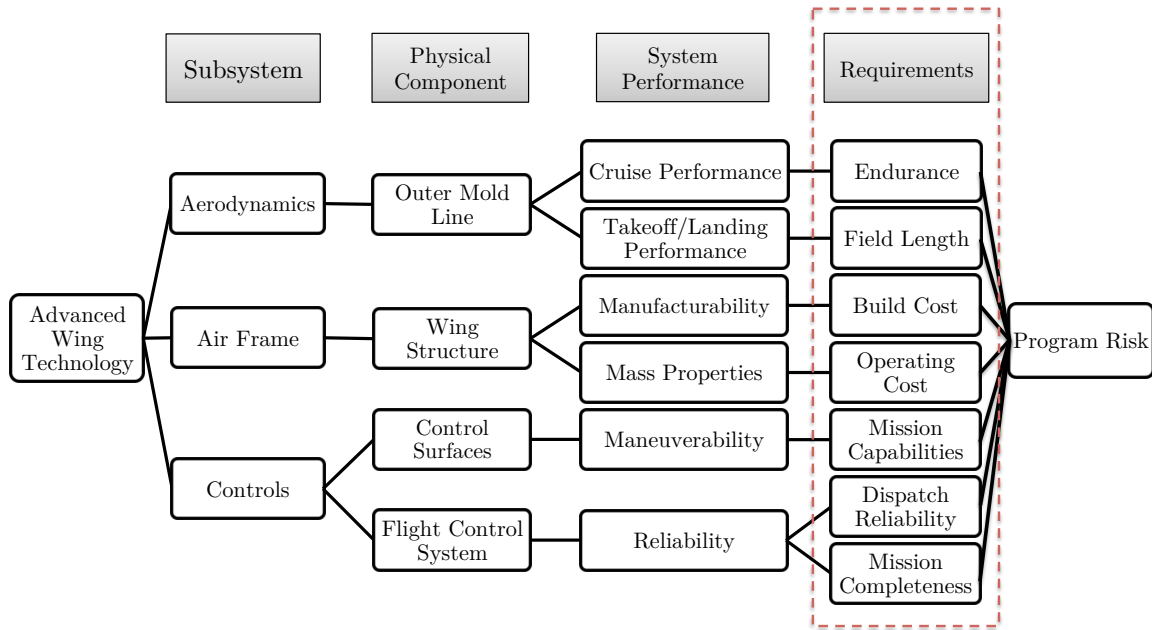 Subsystem
Physical
Component
System
Performance
Requirements
Advanced
Wing
Technology
Aerodynamics
Air Frame
Controls
Outer Mold
Line
Wing
Structure
Control
Surfaces
Flight Control
System
Cruise Performance
Takeoff/Landing
Performance
Manufacturability
Mass Properties
Maneuverability
Reliability
Endurance
Field Length
Build Cost
Operating
Cost
Mission
Capabilities
Dispatch
Reliability
Mission
Completeness
Program Risk